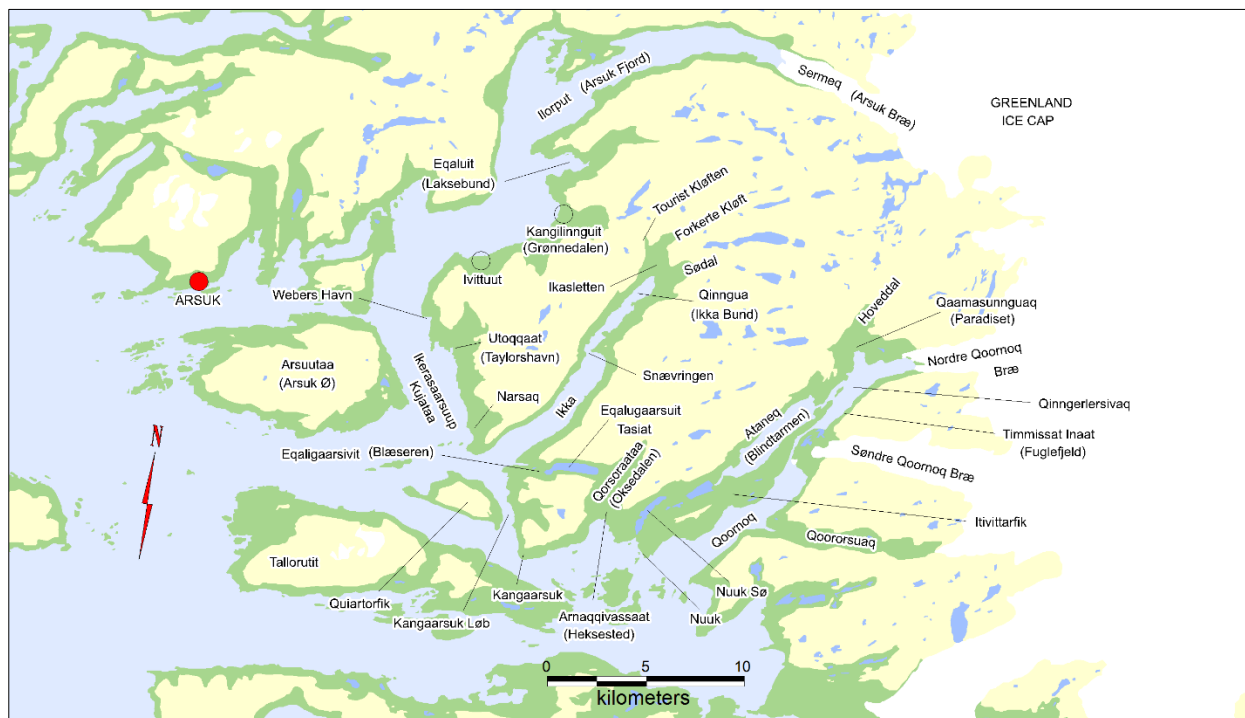 Ilorput (Arsuk Fjord)
Sermeq (Arsuk Bræ)
GREENLAND
ICE CAP
Eqaluit
(Laksebund)
Tourist Kløften
Forkerte Kløft
Kangilinnguit
(Grønnedalen)
Ivittuut
Ikasletten
Sødal
ARSUK
Webers Havn
Qinngua
(Ikka Bund)
Hoveddal
Qaamasunnguaq
(Paradiset)
Utoqqaat
(Taylorshavn)
Arsuutaa
(Arsuk Ø)
Ikerasaarsuup
Kujataa
Snævringen
Nordre Qoornoq
Bræ
Narsaq
Ikka
Eqalugaarsuit
Tasiat
Qinngerlersivaq
Ataneq
(Blindtarmen)
Timmissat Inaat
(Fuglefjeld)
N
Eqaligaarsivit (Blæseren)
Qorsoraataa
(Oksedalen)
Søndre Qoornoq Bræ
Itivittarfik
Qoornoq
Qoororsuaq
Tallorutit
Quiartorfik
Kangaarsuk
Nuuk Sø
Kangaarsuk Løb
Arnaqqivassaat
(Heksested)
Nuuk
0 5 10
kilometers